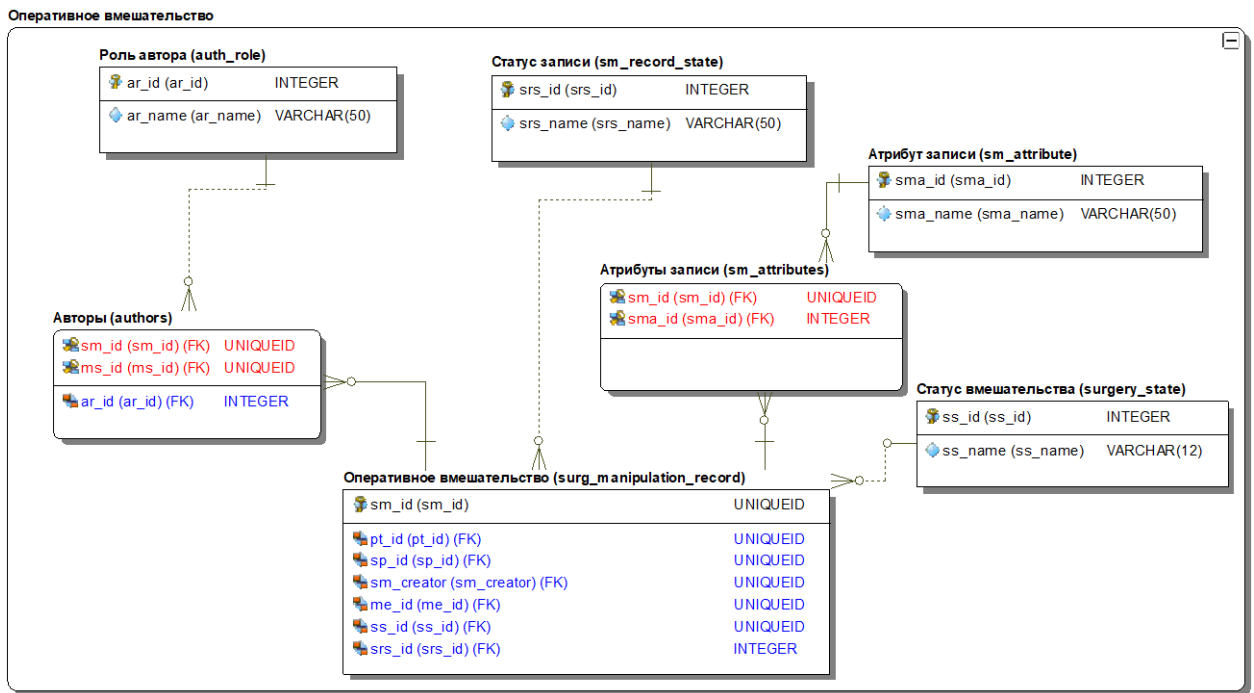 Оперативное вмешательство
Роль автора (auth_role)
ar_id (ar_id) INTEGER
ar_name (ar_name) VARCHAR(50)
Статус записи (sm_record_state)
srs_id (srs_id) INTEGER
srs_name (srs_name) VARCHAR(50)
Атрибут записи (sm_attribute)
sma_id (sma_id) INTEGER
sma_name (sma_name) VARCHAR(50)
Атрибуты записи (sm_attributes)
sm_id (sm_id) (FK) UNIQUEID
sma_id (sma_id) (FK) INTEGER
Авторы (authors)
sm_id (sm_id) (FK) UNIQUEID
ms_id (ms_id) (FK) UNIQUEID
ar_id (ar_id) (FK) INTEGER
Статус вмешательства (surgery_state)
ss_id (ss_id) INTEGER
ss_name (ss_name) VARCHAR(12)
Оперативное вмешательство (surg_manipulation_record)
sm_id (sm_id) UNIQUEID
pt_id (pt_id) (FK) UNIQUEID
sp_id (sp_id) (FK) UNIQUEID
sm_creator (sm_creator) (FK) UNIQUEID
me_id (me_id) (FK) UNIQUEID
ss_id (ss_id) (FK) UNIQUEID
srs_id (srs_id) (FK) INTEGER